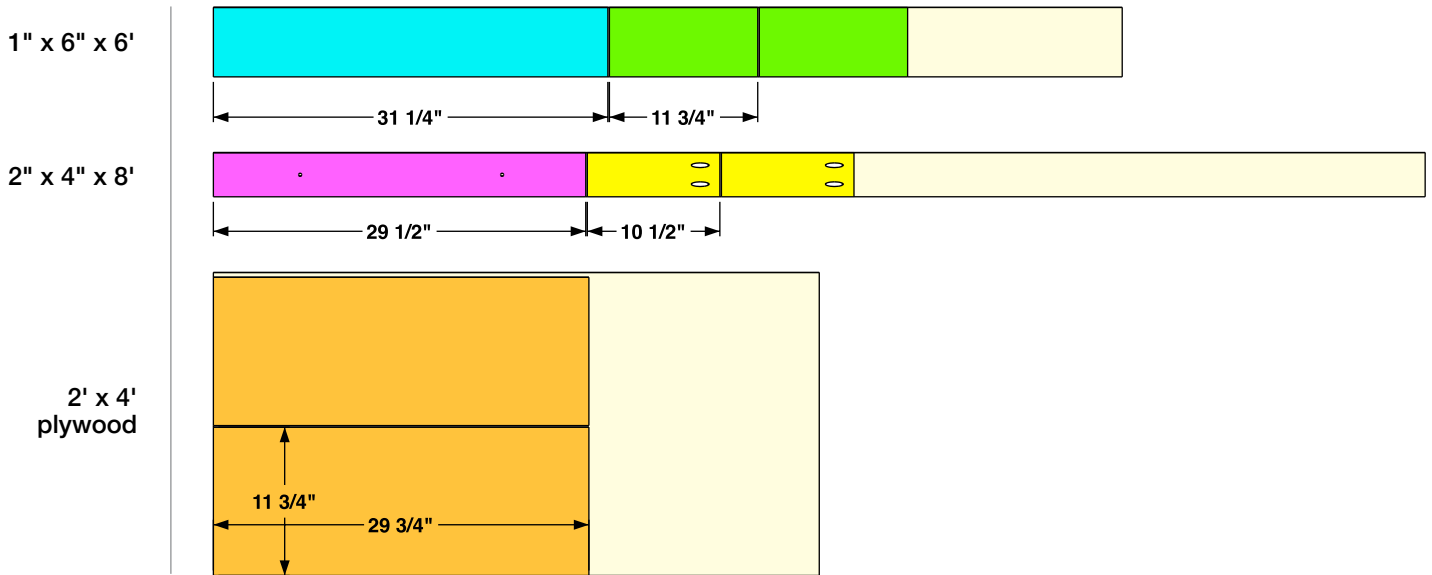 1" x 6" x 6'
31 1/4"
11 3/4"
2" x 4" x 8'
29 1/2"
10 1/2"
2' x 4'
plywood
11 3/4"
29 3/4"